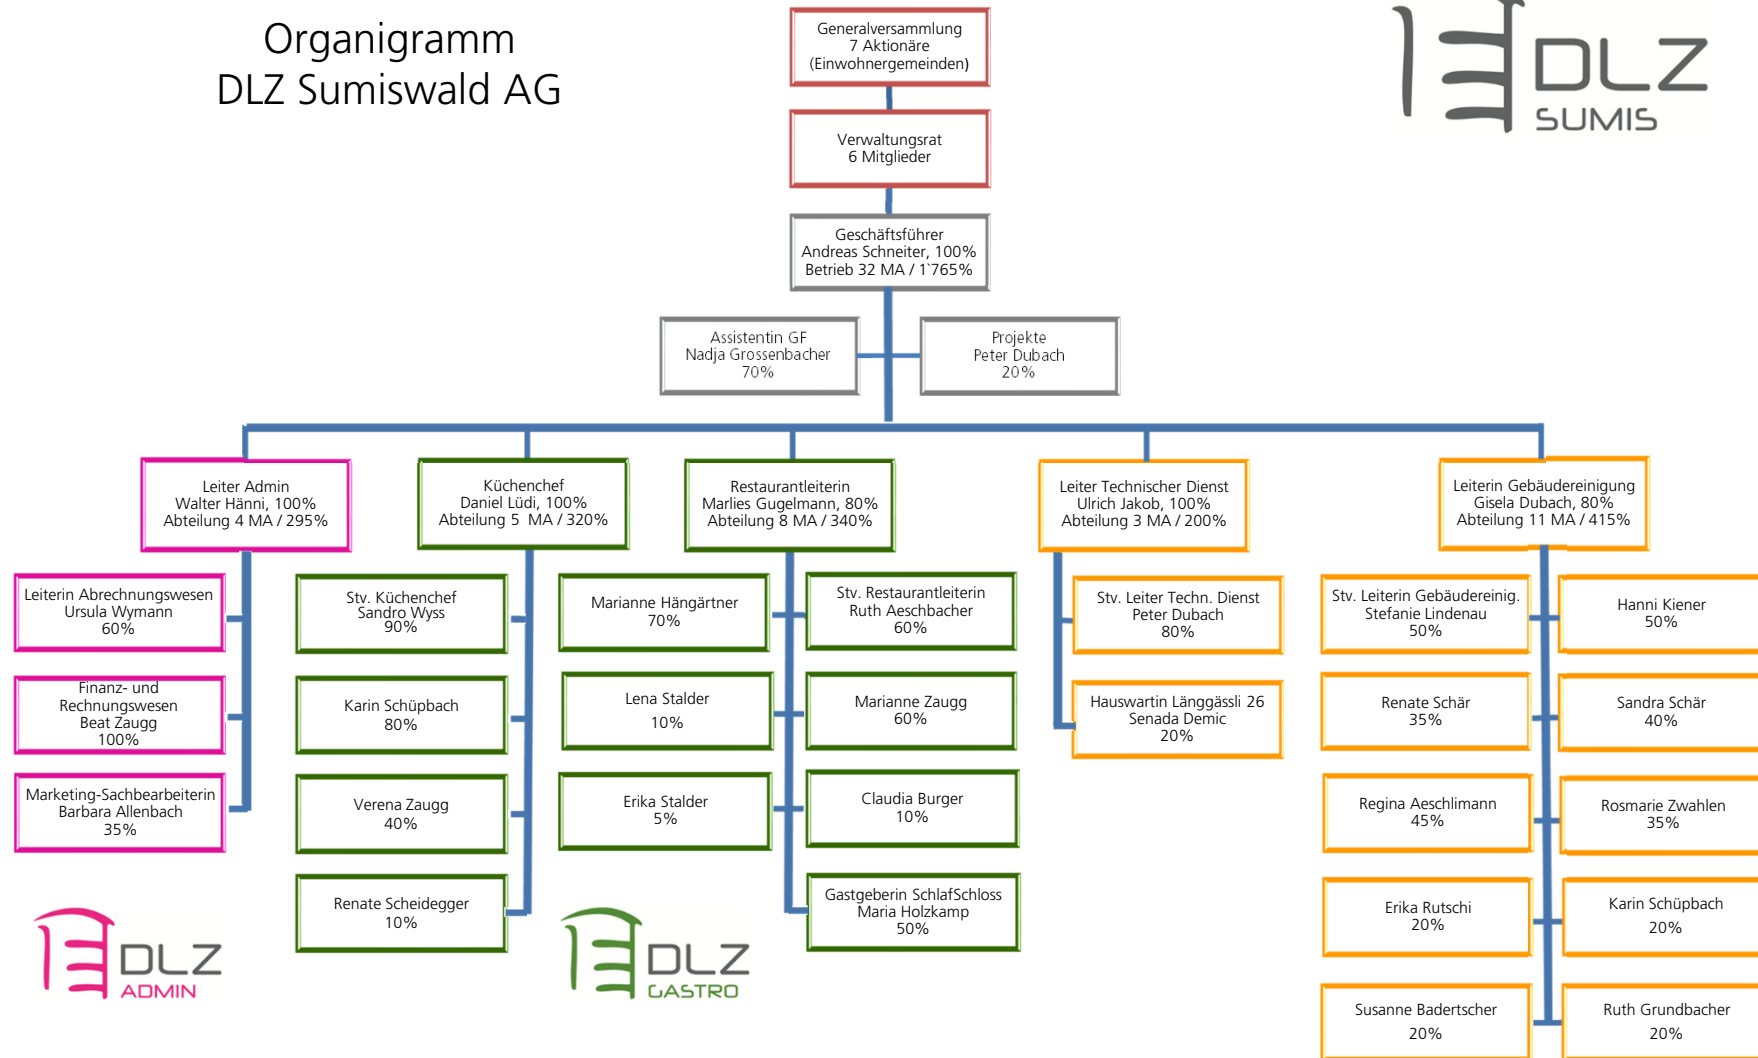 Organigramm
DLZ Sumiswald AG
Generalversammlung
7 Aktionäre
(Einwohnergemeinden)
DLZ
SUMIS
Verwaltungsrat
6 Mitglieder
Geschäftsführer
Andreas Schneiter, 100%
Betrieb 32 MA / 1`765%
Assistentin GF
Nadja Grossenbacher
70%
Projekte
Peter Dubach
20%
Leiter Admin
Walter Hänni, 100%
Abteilung 4 MA / 295%
Küchenchef
Daniel Lüdi, 100%
Abteilung 5 MA / 320%
Restaurantleiterin
Marlies Gugelmann, 80%
Abteilung 8 MA / 340%
Leiter Technischer Dienst
Ulrich Jakob, 100%
Abteilung 3 MA / 200%
Leiterin Gebäudereinigung
Gisela Dubach, 80%
Abteilung 11 MA / 415%
Leiterin Abrechnungswesen
Ursula Wymann
60%
Finanz- und
Rechnungswesen
Beat Zaugg
100%
Marketing-Sachbearbeiterin
Barbara Allenbach
35%
Stv. Küchenchef
Sandro Wyss
90%
Karin Schüpbach
80%
Verena Zaugg
40%
Renate Scheidegger
10%
Marianne Hängärtner
70%
Lena Stalder
10%
Erika Stalder
5%
Stv. Restaurantleiterin
Ruth Aeschbacher
60%
Marianne Zaugg
60%
Claudia Burger
10%
Gastgeberin SchlafSchloss
Maria Holzkamp
50%
Stv. Leiter Techn. Dienst
Peter Dubach
80%
Hauswartin Länggässli 26
Senada Demic
20%
Stv. Leiterin Gebäudereinig.
Stefanie Lindenau
50%
Renate Schär
35%
Regina Aeschlimann
45%
Erika Rutschi
20%
Susanne Badertscher
20%
Hanni Kiener
50%
Sandra Schär
40%
Rosmarie Zwahlen
35%
Karin Schüpbach
20%
Ruth Grundbacher
20%
DLZ
ADMIN
DLZ
GASTRO